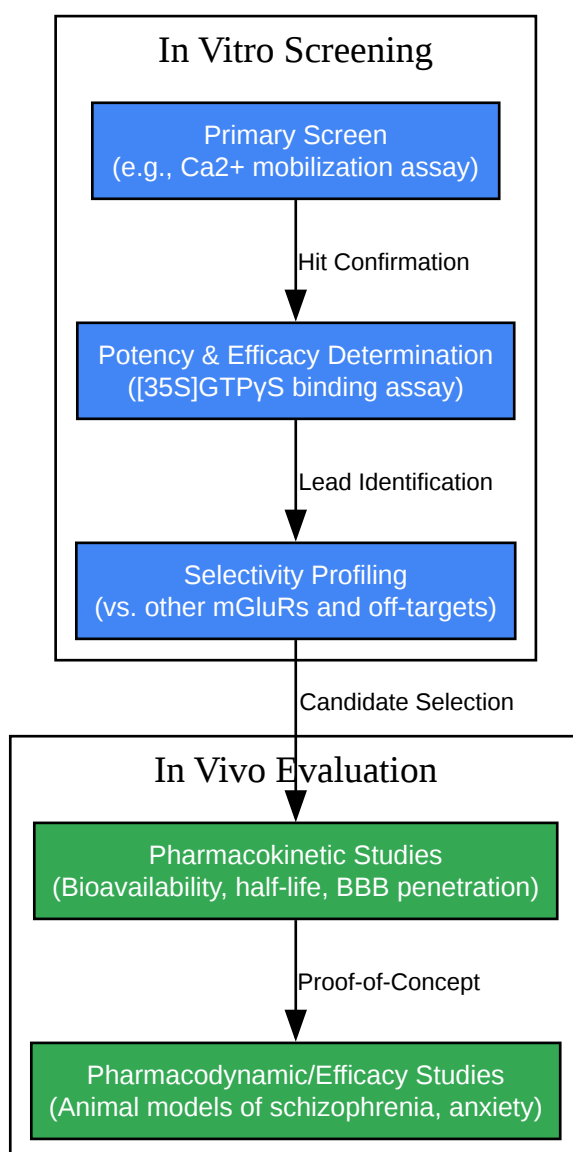 In Vitro Screening
Primary Screen
(e.g., Ca2+ mobilization assay)
Hit Confirmation
Potency & Efficacy Determination
([35S]GTPγS binding assay)
Lead Identification
Selectivity Profiling
(vs. other mGluRs and off-targets)
Candidate Selection
In Vivo Evaluation
Pharmacokinetic Studies
(Bioavailability, half-life, BBB penetration)
Proof-of-Concept
Pharmacodynamic/Efficacy Studies
(Animal models of schizophrenia, anxiety)